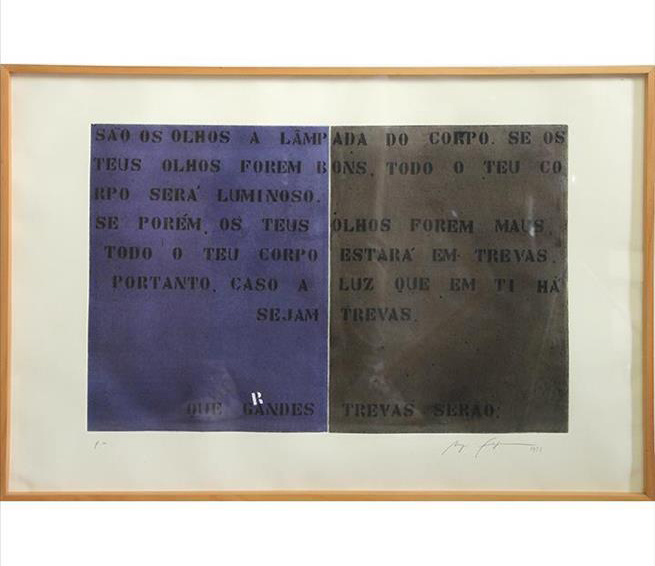 SÃO OS OLHOS A LÂMPADA DO CORPO. SE OS
TEUS OLHOS FOREM BONS, TODO O TEU CO
RPO SERÁ LUMINOSO.
SE PORÉM, OS TEUS OLHOS FOREM MAUS,
TODO O TEU CORPO ESTARÁ EM TREVAS.
PORTANTO, CASO A LUZ QUE EM TI HÁ
SEJAM TREVAS.
R
QUE GANDES TREVAS SERÃO.